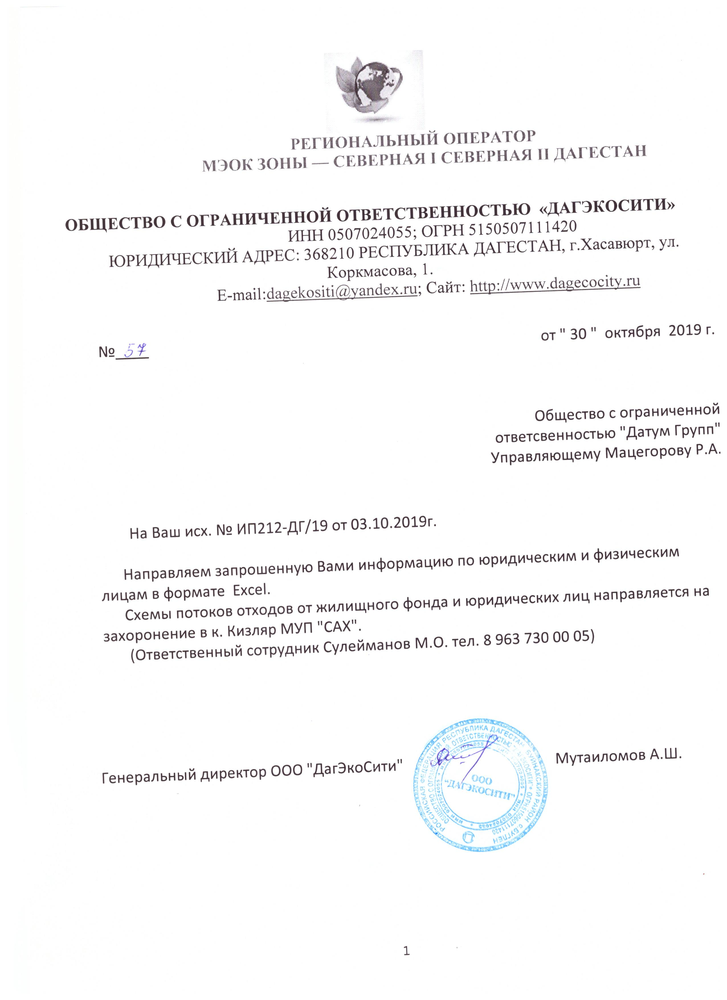 РЕГИОНАЛЬНЫЙ ОПЕРАТОР
МЭОК ЗОНЫ — СЕВЕРНАЯ I СЕВЕРНАЯ II ДАГЕСТАН
ОБЩЕСТВО С ОГРАНИЧЕННОЙ ОТВЕТСТВЕННОСТЬЮ «ДАГЭКОСИТИ»
ИНН 0507024055; ОГРН 5150507111420
ЮРИДИЧЕСКИЙ АДРЕС: 368210 РЕСПУБЛИКА ДАГЕСТАН, г.Хасавюрт, ул.
Коркмасова, 1.
E-mail:dagekositi@yandex.ru; Сайт: http://www.dagecocity.ru
№ 57
от " 30 " октября 2019 г.
Общество с ограниченной
ответсвенностью "Датум Групп"
Управляющему Мацегорову Р.А.
На Ваш исх. № ИП212-ДГ/19 от 03.10.2019г.
Направляем запрошенную Вами информацию по юридическим и физическим
лицам в формате Excel.
Схемы потоков отходов от жилищного фонда и юридических лиц направляется на
захоронение в к. Кизляр МУП "САХ".
(Ответственный сотрудник Сулейманов М.О. тел. 8 963 730 00 05)
Генеральный директор ООО "ДагЭкоСити"
Мутаиломов А.Ш.
РОССИЙСКАЯ ФЕДЕРАЦИЯ РЕСПУБЛИКА ДАГЕСТАН БУЙНАКСКИЙ РАЙОН с.БУГЛЕН
ОБЩЕСТВО С ОГРАНИЧЕННОЙ ОТВЕТСТВЕННОСТЬЮ "ДАГЭКОСИТИ"
ИНН 0507024055
ООО
"ДАГЭКОСИТИ"
1